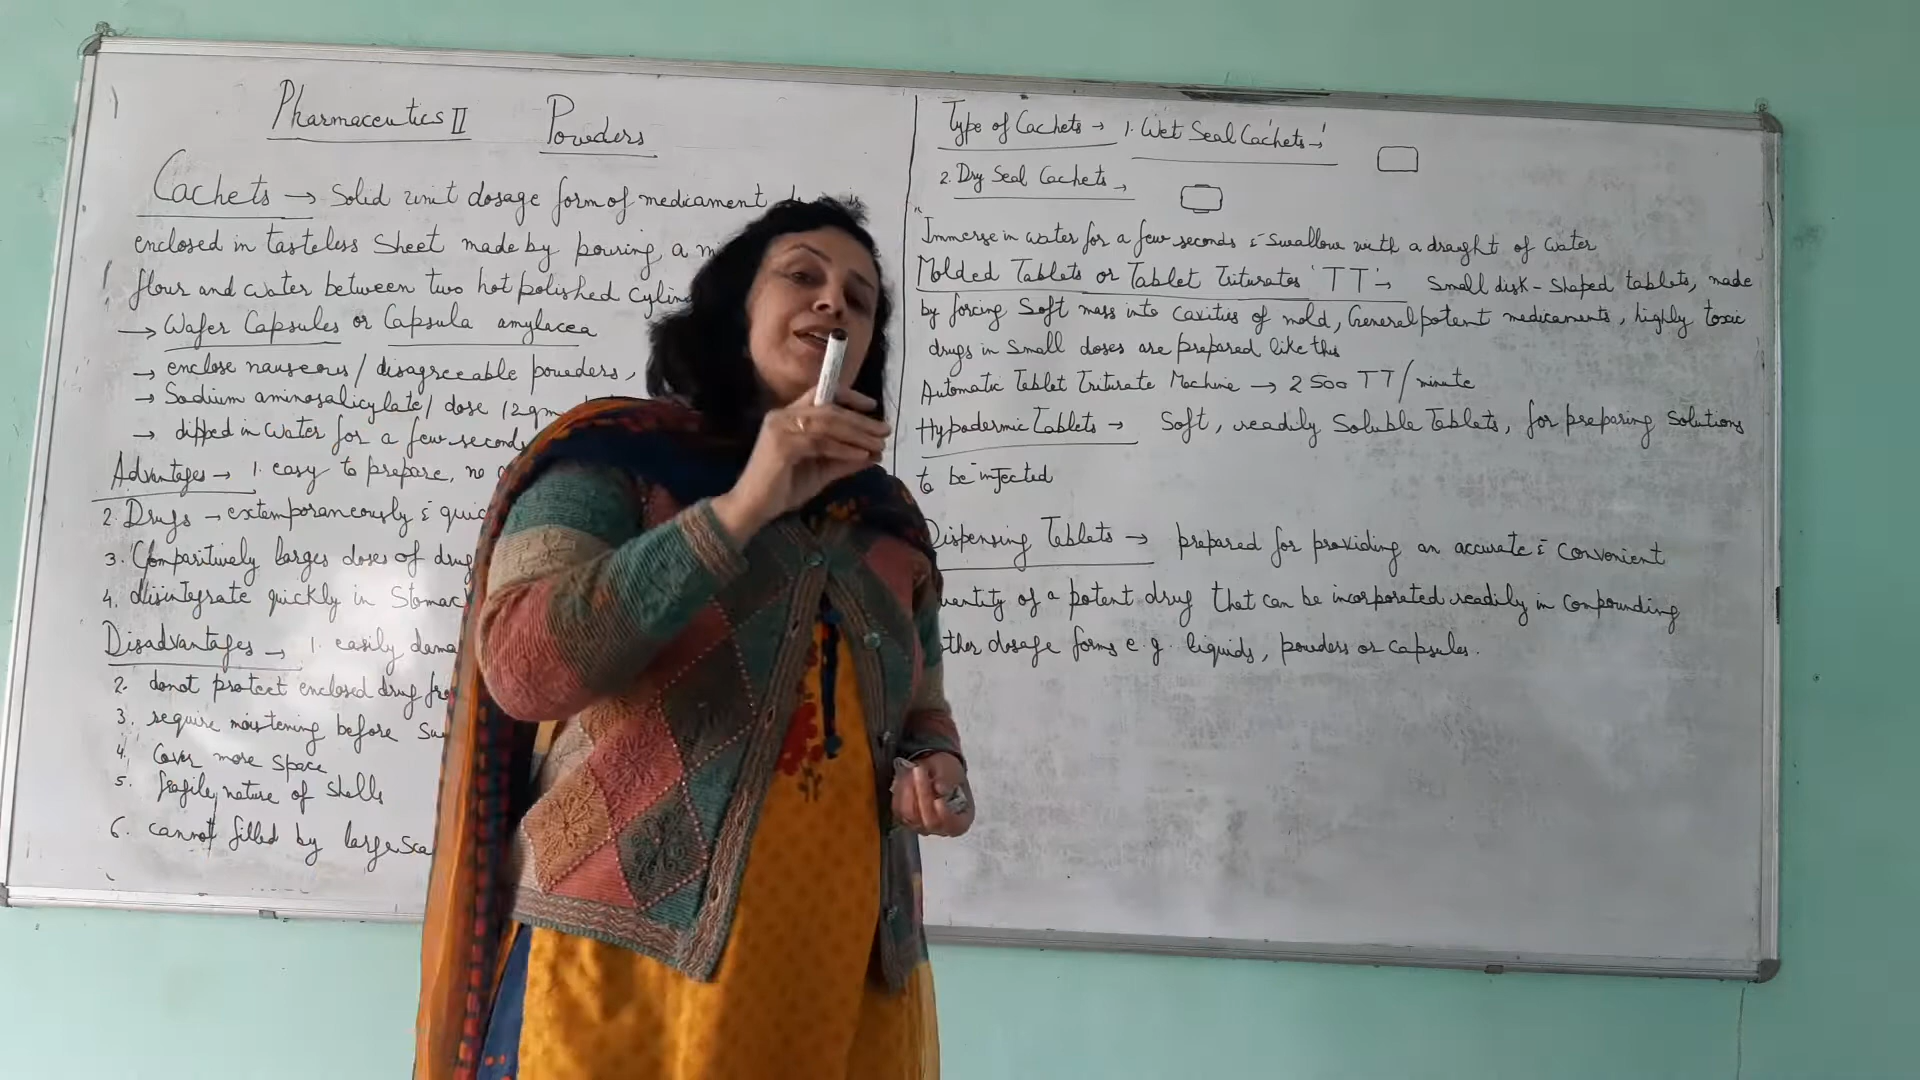 Pharmaceutics II Powders
Cachets → Solid unit dosage form of medicament
enclosed in tasteless Sheet made by pouring a
flour and water between two hot polished
→ Wafer Capsules or Capsula amylacea
→ enclose nauseous / disagreeable powders,
→ Sodium aminosalicylate / dose
→ dipped in water for a few seconds
Advantages → 1. easy to prepare, no
2. Drugs → extemporaneously &
3. Comparitively larges doses of drug
4. disintegrate quickly in
Disadvantages → 1. easily
2. donot protect enclosed drug
3. require moistening before
4. Cover more space
5. fragile nature of Shells
6. cannot filled by large
Type of Cachets → 1. Wet Seal Cachets →
2. Dry Seal Cachets →
Immerse in water for a few seconds & swallow with a draught of water
Molded Tablets or Tablet Triturates 'TT' → Small disk-shaped tablets, made
by forcing Soft mass into cavities of mold, General potent medicaments, highly toxic
drugs in small doses are prepared like this
Automatic Tablet Triturate Machine → 2500 TT/minute
Hypodermic Tablets → Soft, readily Soluble Tablets, for preparing Solutions
to be injected
Dispensing Tablets → prepared for providing an accurate & convenient
of a potent drug that can be incorporated readily in compounding
dosage forms e.g. liquids, powders or capsules.